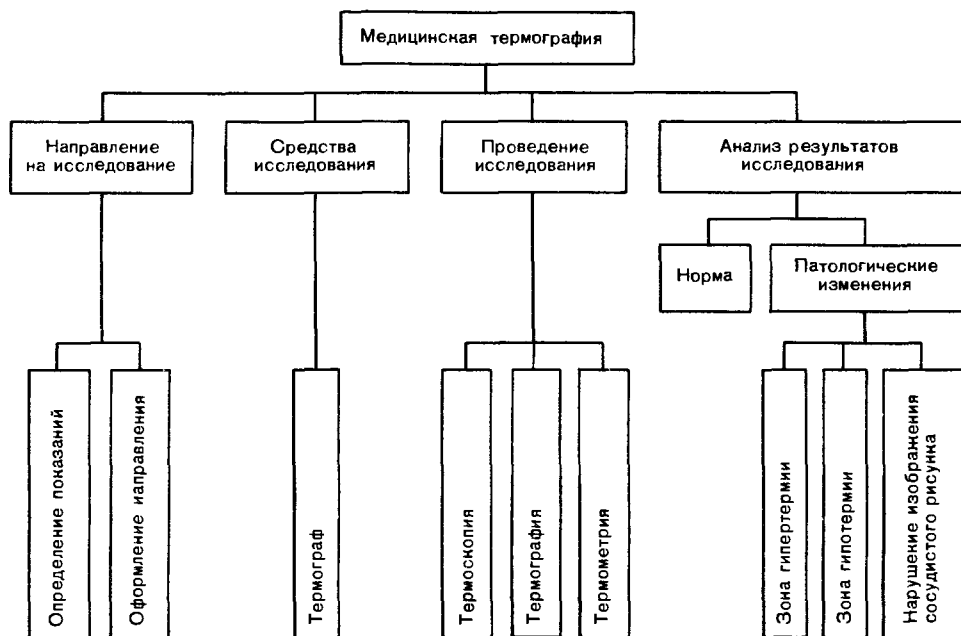 Медицинская термография
Направление
на исследование
Средства
исследования
Проведение
исследования
Анализ результатов
исследования
Норма
Патологические
изменения
Определение показаний
Оформление направления
Термограф
Термоскопия
Термография
Термометрия
Зона гипертермии
Зона гипотермии
Нарушение изображения
сосудистого рисунка